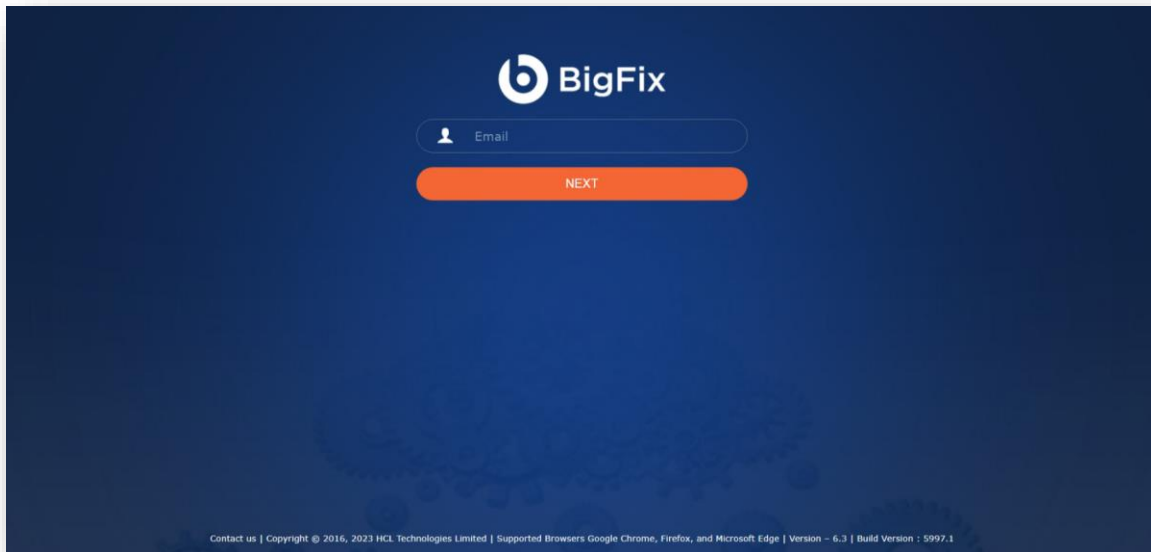 BigFix
Email
NEXT
Contact us | Copyright © 2016, 2023 HCL Technologies Limited | Supported Browsers Google Chrome, Firefox, and Microsoft Edge | Version – 6.3 | Build Version : 5997.1